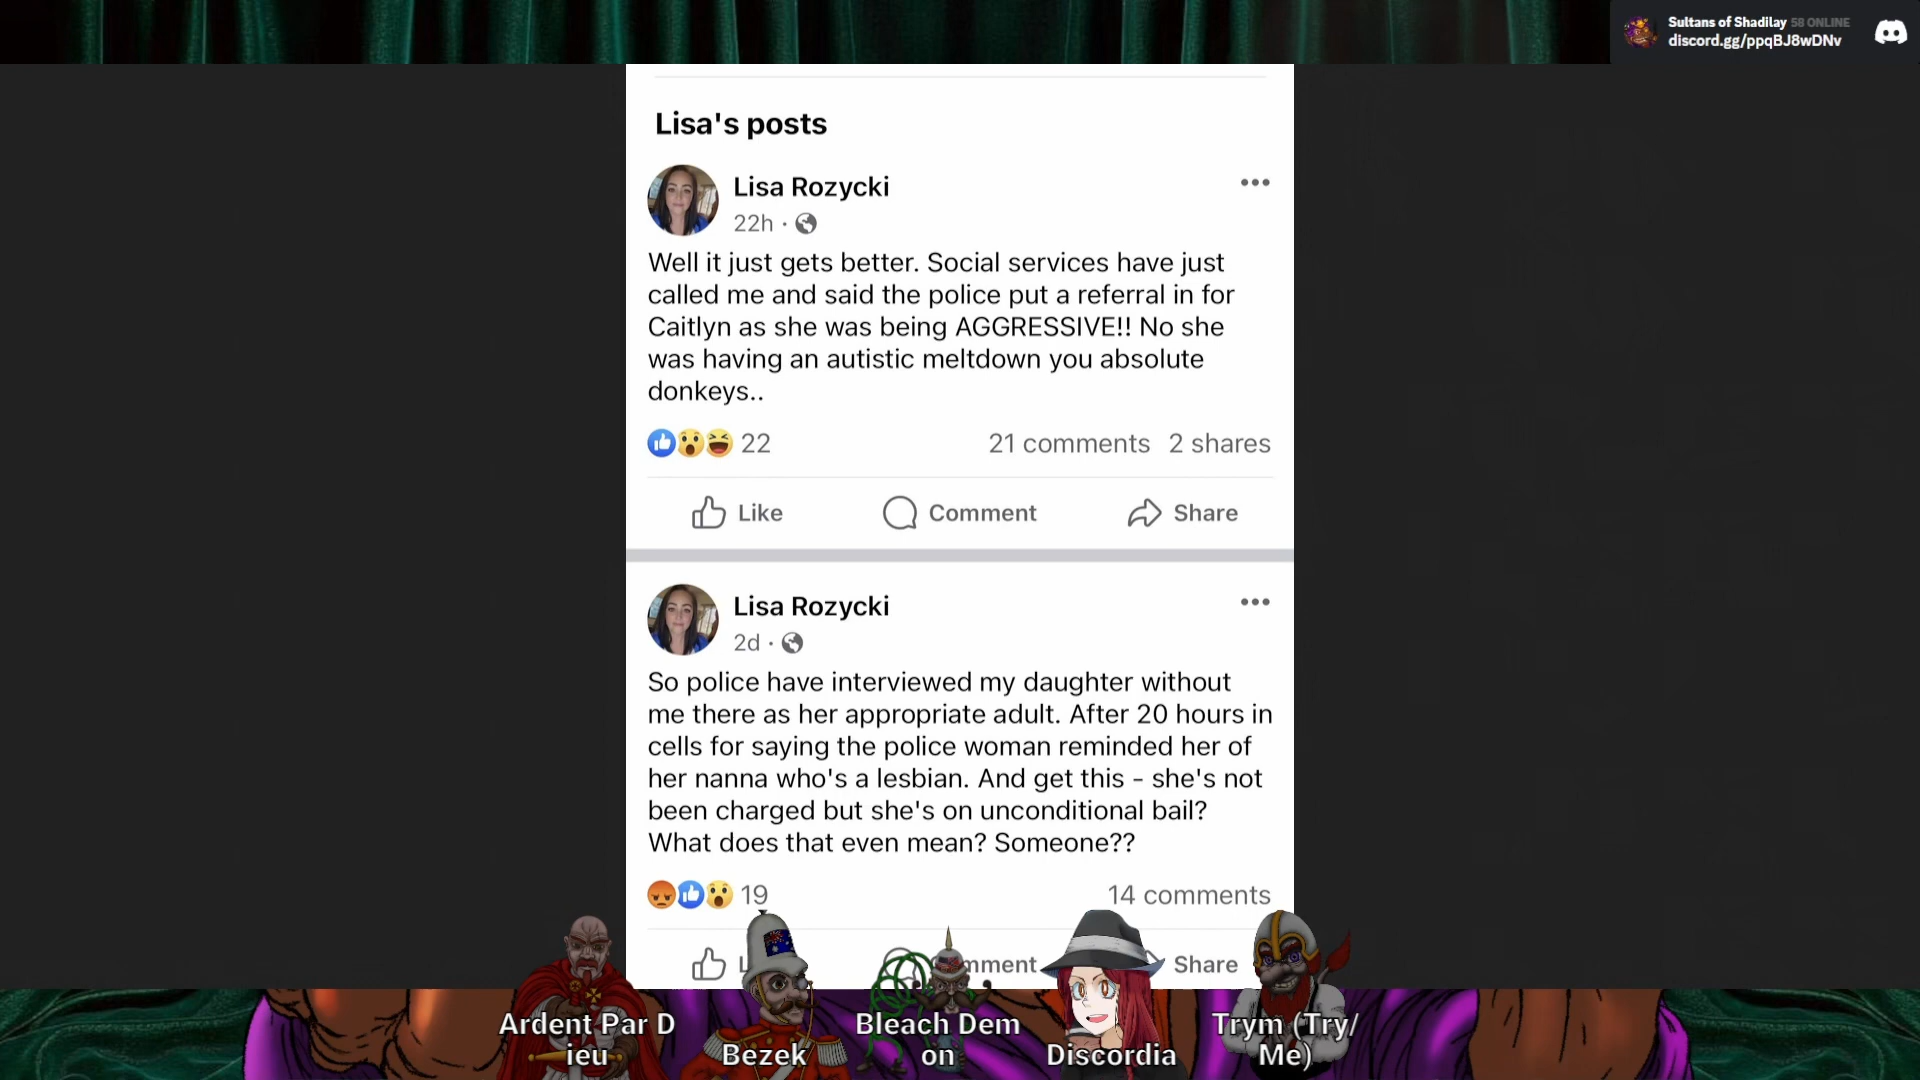 Sultans of Shadilay 58 ONLINE
discord.gg/ppqBJ8wDNv
Lisa's posts
Lisa Rozycki
22h ·
Well it just gets better. Social services have just
called me and said the police put a referral in for
Caitlyn as she was being AGGRESSIVE!! No she
was having an autistic meltdown you absolute
donkeys..
22
21 comments 2 shares
Like
Comment
Share
Lisa Rozycki
2d ·
So police have interviewed my daughter without
me there as her appropriate adult. After 20 hours in
cells for saying the police woman reminded her of
her nanna who's a lesbian. And get this - she's not
been charged but she's on unconditional bail?
What does that even mean? Someone??
19
14 comments
Share
Ardent Par D
ieu
Bezek
Bleach Dem
on
Discordia
Trym (Try/
Me)